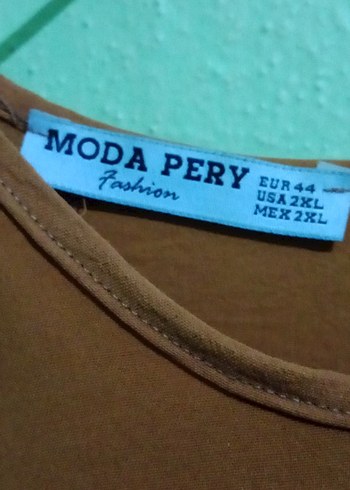 MODA PERY
Fashion
EUR 44
USA 2XL
MEX 2XL